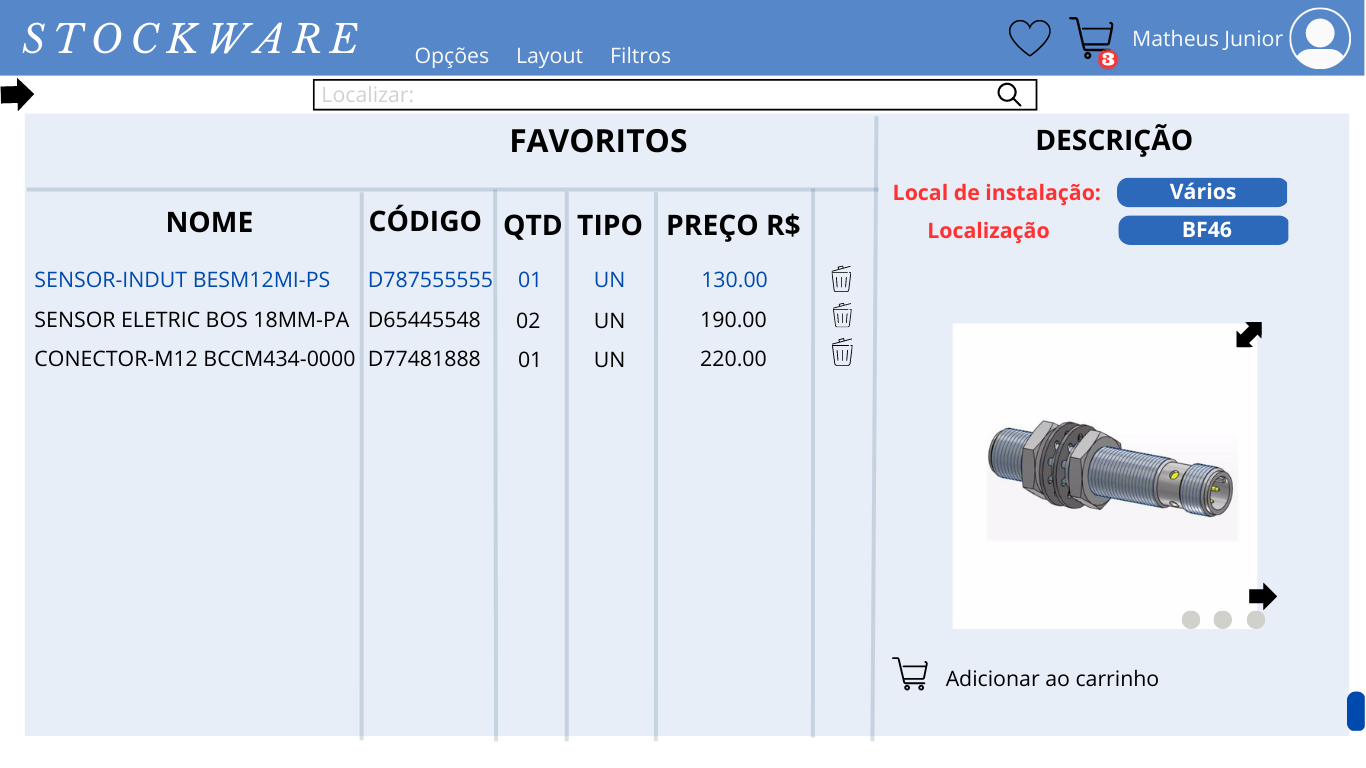 STOCKWARE
Opções Layout Filtros
3
Matheus Junior
Localizar:
FAVORITOS
NOME CÓDIGO QTD TIPO PREÇO R$
SENSOR-INDUT BESM12MI-PS D787555555 01 UN 130.00
SENSOR ELETRIC BOS 18MM-PA D65445548 02 UN 190.00
CONECTOR-M12 BCCM434-0000 D77481888 01 UN 220.00
DESCRIÇÃO
Local de instalação: Vários
Localização BF46
Adicionar ao carrinho